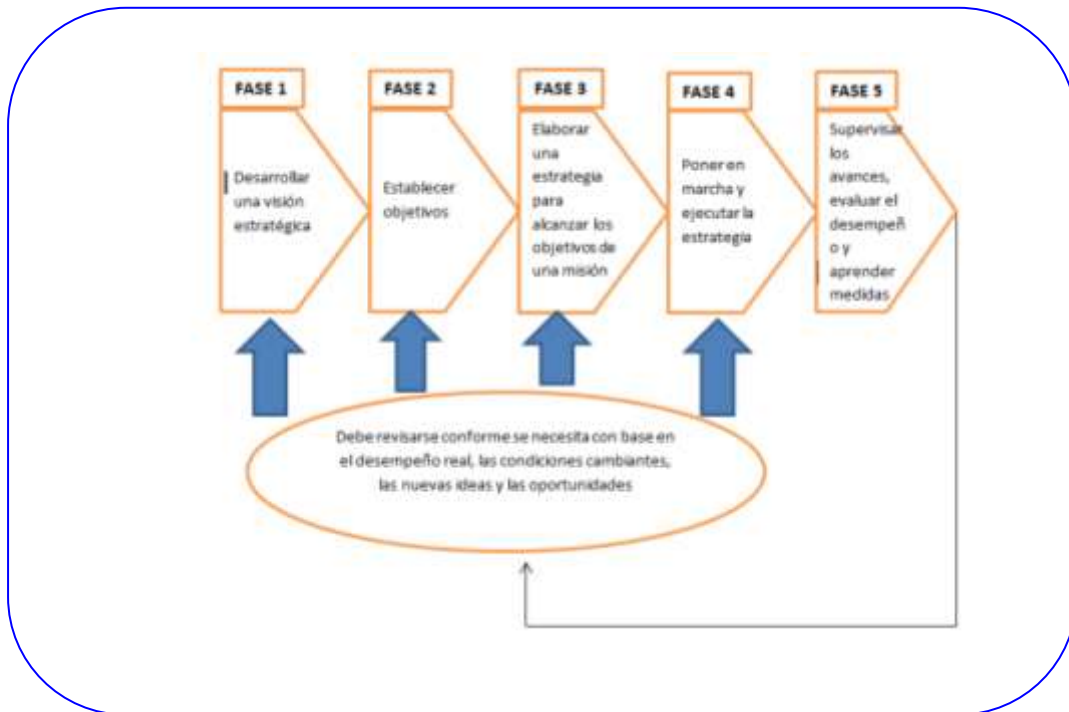 FASE 1
Desarrollar
una visión
estratégica
FASE 2
Establecer
objetivos
FASE 3
Elaborar
una
estrategia
para
alcanzar los
objetivos de
una misión
FASE 4
Poner en
marcha y
ejecutar la
estrategia
FASE 5
Supervisar
los
avances,
evaluar el
desempeñ
o y
aprender
medidas
Debe revisarse conforme se necesita con base en
el desempeño real, las condiciones cambiantes,
las nuevas ideas y las oportunidades